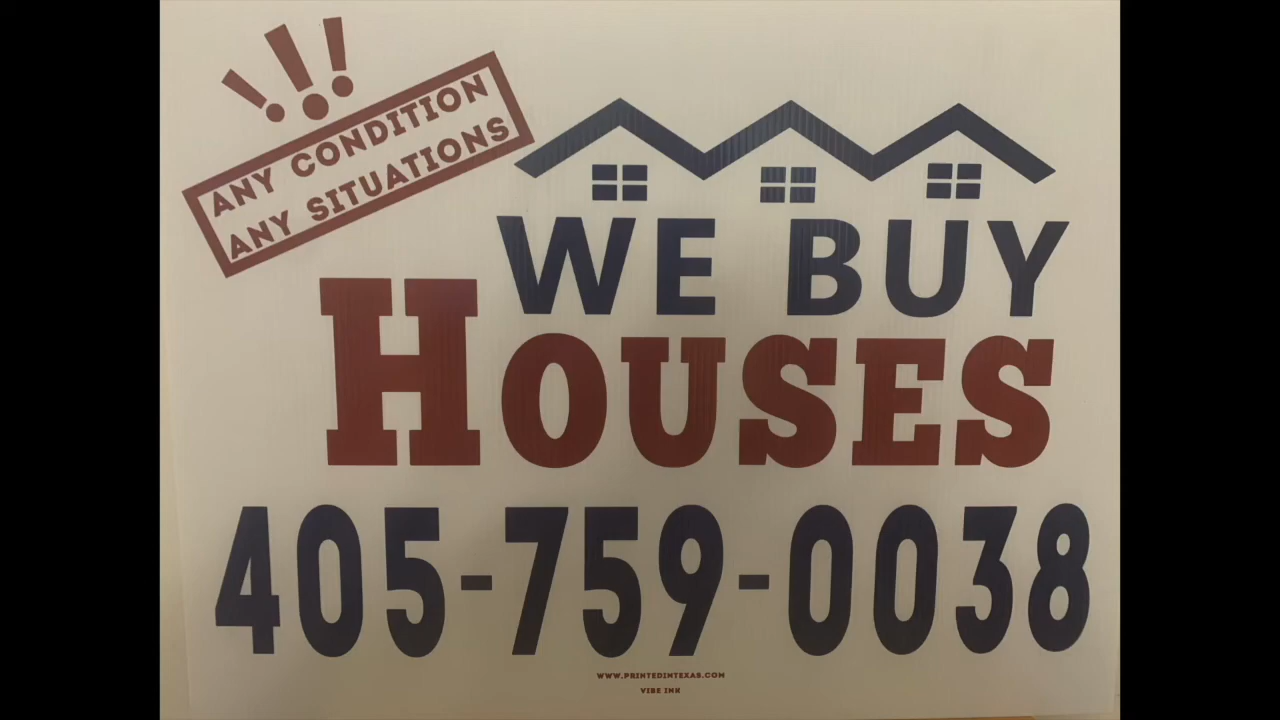 !!!
ANY CONDITION
ANY SITUATIONS
WE BUY
HOUSES
405-759-0038
WWW.PRINTEDINTEXAS.COM
VIBE INK